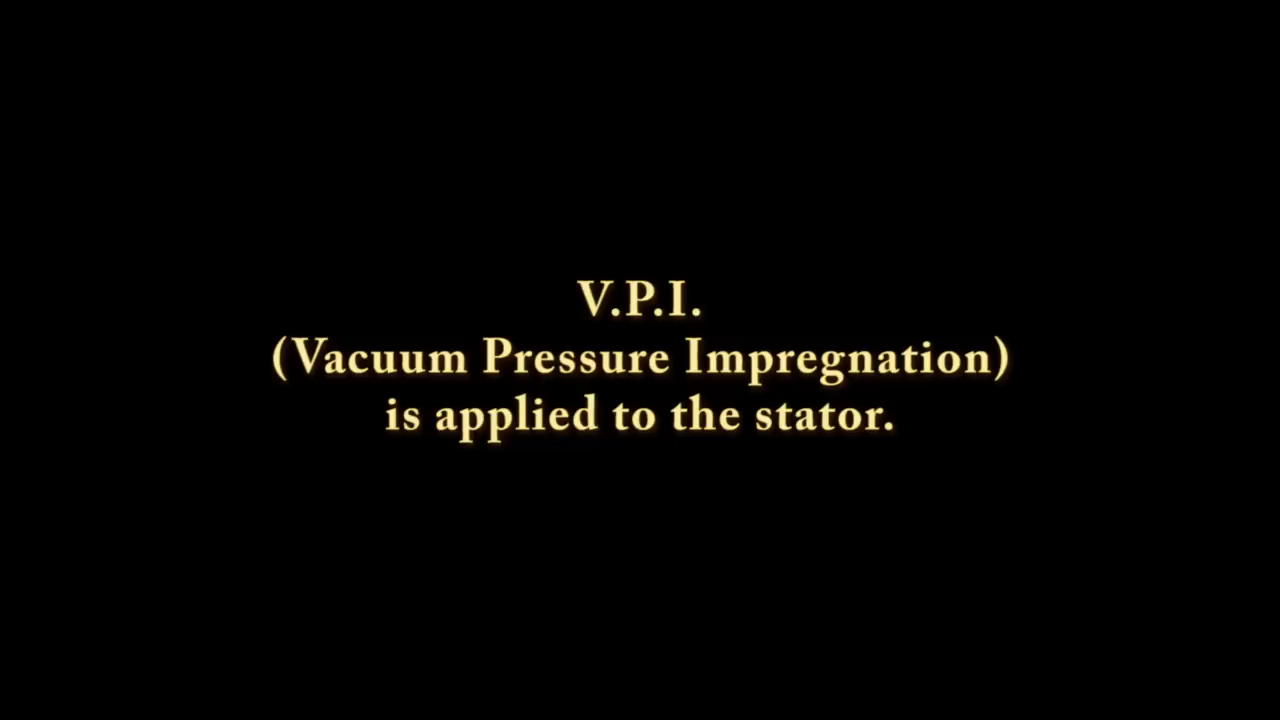 V.P.I.
(Vacuum Pressure Impregnation)
is applied to the stator.